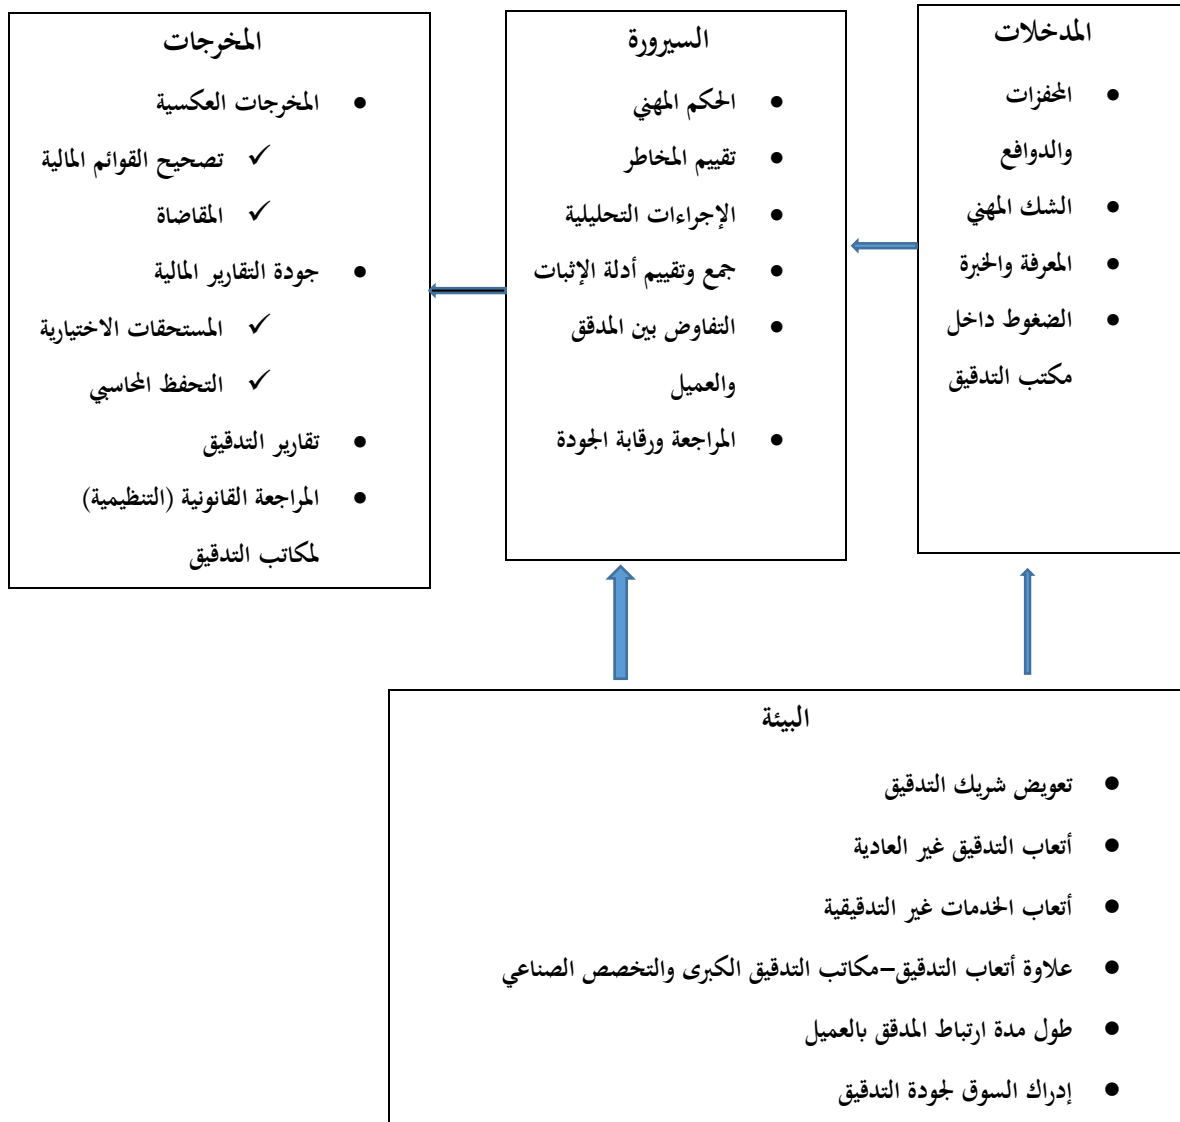 المدخلات
• المحفزات
والدوافع
• الشك المهني
• المعرفة والخبرة
• الضغوط داخل
مكتب التدقيق
السيرورة
• الحكم المهني
• تقييم المخاطر
• الإجراءات التحليلية
• جمع وتقييم أدلة الإثبات
• التفاوض بين المدقق
والعميل
• المراجعة ورقابة الجودة
المخرجات
• المخرجات العكسية
✓ تصحيح القوائم المالية
✓ المقاضاة
• جودة التقارير المالية
✓ المستحقات الاختيارية
✓ التحفظ المحاسبي
• تقارير التدقيق
• المراجعة القانونية (التنظيمية)
لمكاتب التدقيق
البيئة
• تعويض شريك التدقيق
• أتعاب التدقيق غير العادية
• أتعاب الخدمات غير التدقيقية
• علاوة أتعاب التدقيق–مكاتب التدقيق الكبرى والتخصص الصناعي
• طول مدة ارتباط المدقق بالعميل
• إدراك السوق لجودة التدقيق